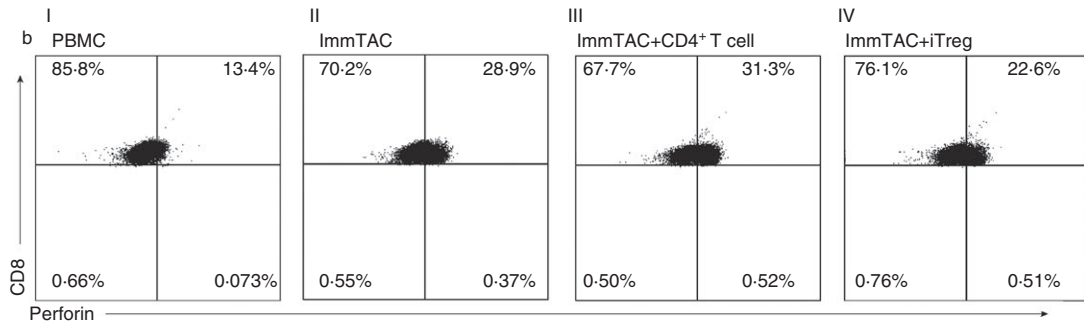 I II III IV
b PBMC ImmTAC ImmTAC+CD4⁺ T cell ImmTAC+iTreg
85·8% 13·4% 70·2% 28·9% 67·7% 31·3% 76·1% 22·6%
0·66% 0·073% 0·55% 0·37% 0·50% 0·52% 0·76% 0·51%
CD8
Perforin